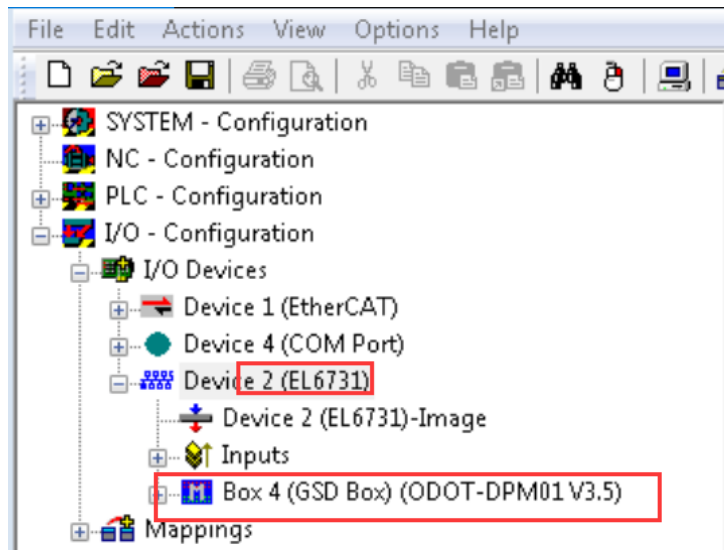 File Edit Actions View Options Help
SYSTEM - Configuration
NC - Configuration
PLC - Configuration
I/O - Configuration
I/O Devices
Device 1 (EtherCAT)
Device 4 (COM Port)
Device 2 (EL6731)
Device 2 (EL6731)-Image
Inputs
Box 4 (GSD Box) (ODOT-DPM01 V3.5)
Mappings